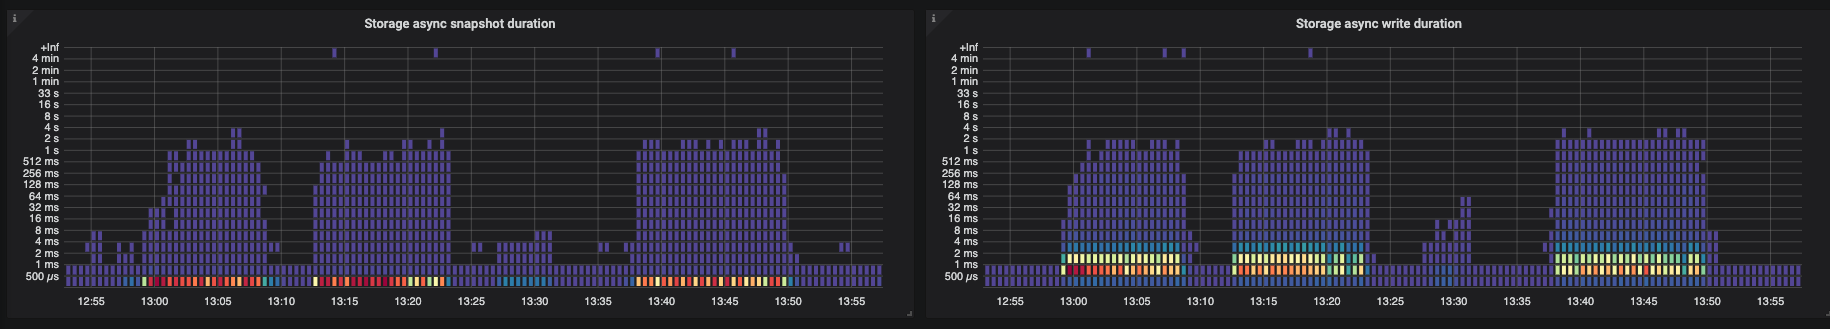 i
Storage async snapshot duration
+Inf
4 min
2 min
1 min
33 s
16 s
8 s
4 s
2 s
1 s
512 ms
256 ms
128 ms
64 ms
32 ms
16 ms
8 ms
4 ms
2 ms
1 ms
500 µs
12:55 13:00 13:05 13:10 13:15 13:20 13:25 13:30 13:35 13:40 13:45 13:50 13:55
i
Storage async write duration
+Inf
4 min
2 min
1 min
33 s
16 s
8 s
4 s
2 s
1 s
512 ms
256 ms
128 ms
64 ms
32 ms
16 ms
8 ms
4 ms
2 ms
1 ms
500 µs
12:55 13:00 13:05 13:10 13:15 13:20 13:25 13:30 13:35 13:40 13:45 13:50 13:55